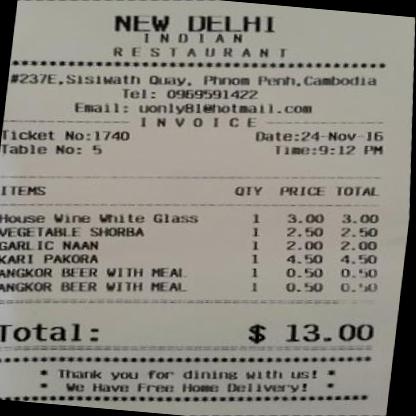 NEW DELHI
INDIAN
RESTAURANT
#237E,Sisiwath Quay, Phnom Penh,Cambodia
Tel: 0969591422
Email: uonly81@hotmail.com
INVOICE
Ticket No:1740 Date:24-Nov-16
Table No: 5 Time:9:12 PM
ITEMS QTY PRICE TOTAL
House Wine White Glass 1 3.00 3.00
VEGETABLE SHORBA 1 2.50 2.50
GARLIC NAAN 1 2.00 2.00
KARI PAKORA 1 4.50 4.50
ANGKOR BEER WITH MEAL 1 0.50 0.50
ANGKOR BEER WITH MEAL 1 0.50 0.50
Total: $ 13.00
* Thank you for dining with us! *
* We Have Free Home Delivery! *